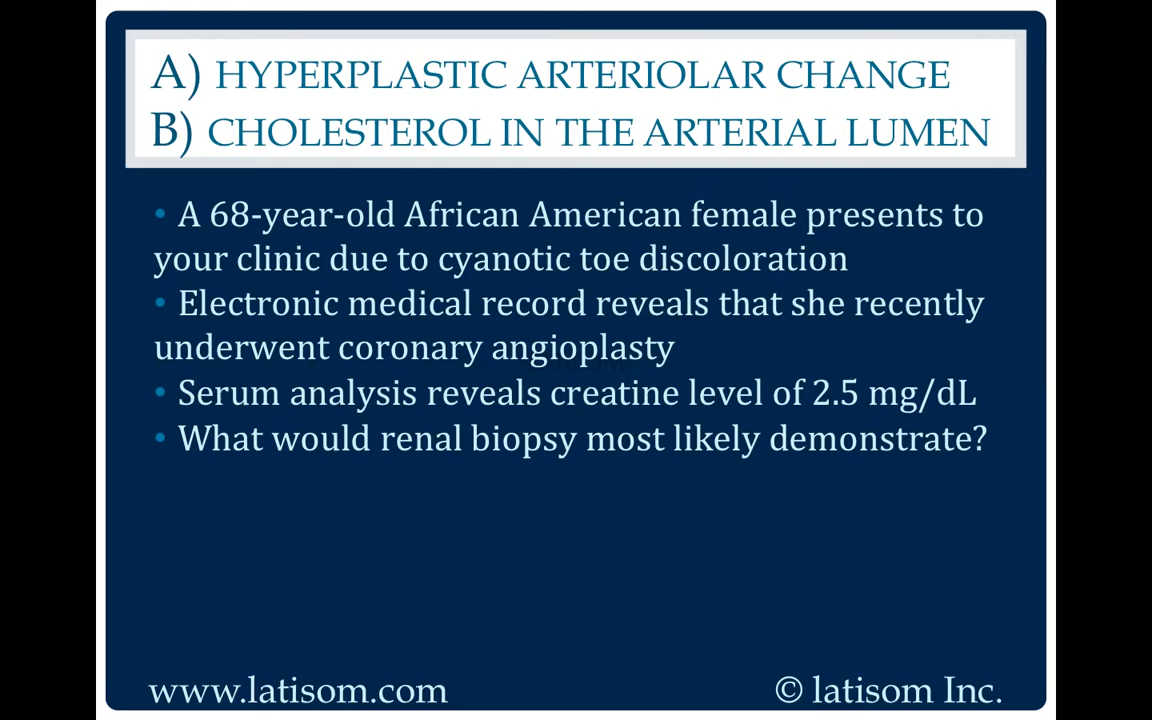 A) HYPERPLASTIC ARTERIOLAR CHANGE
B) CHOLESTEROL IN THE ARTERIAL LUMEN
• A 68-year-old African American female presents to
your clinic due to cyanotic toe discoloration
• Electronic medical record reveals that she recently
underwent coronary angioplasty
• Serum analysis reveals creatine level of 2.5 mg/dL
• What would renal biopsy most likely demonstrate?
www.latisom.com
© latisom Inc.